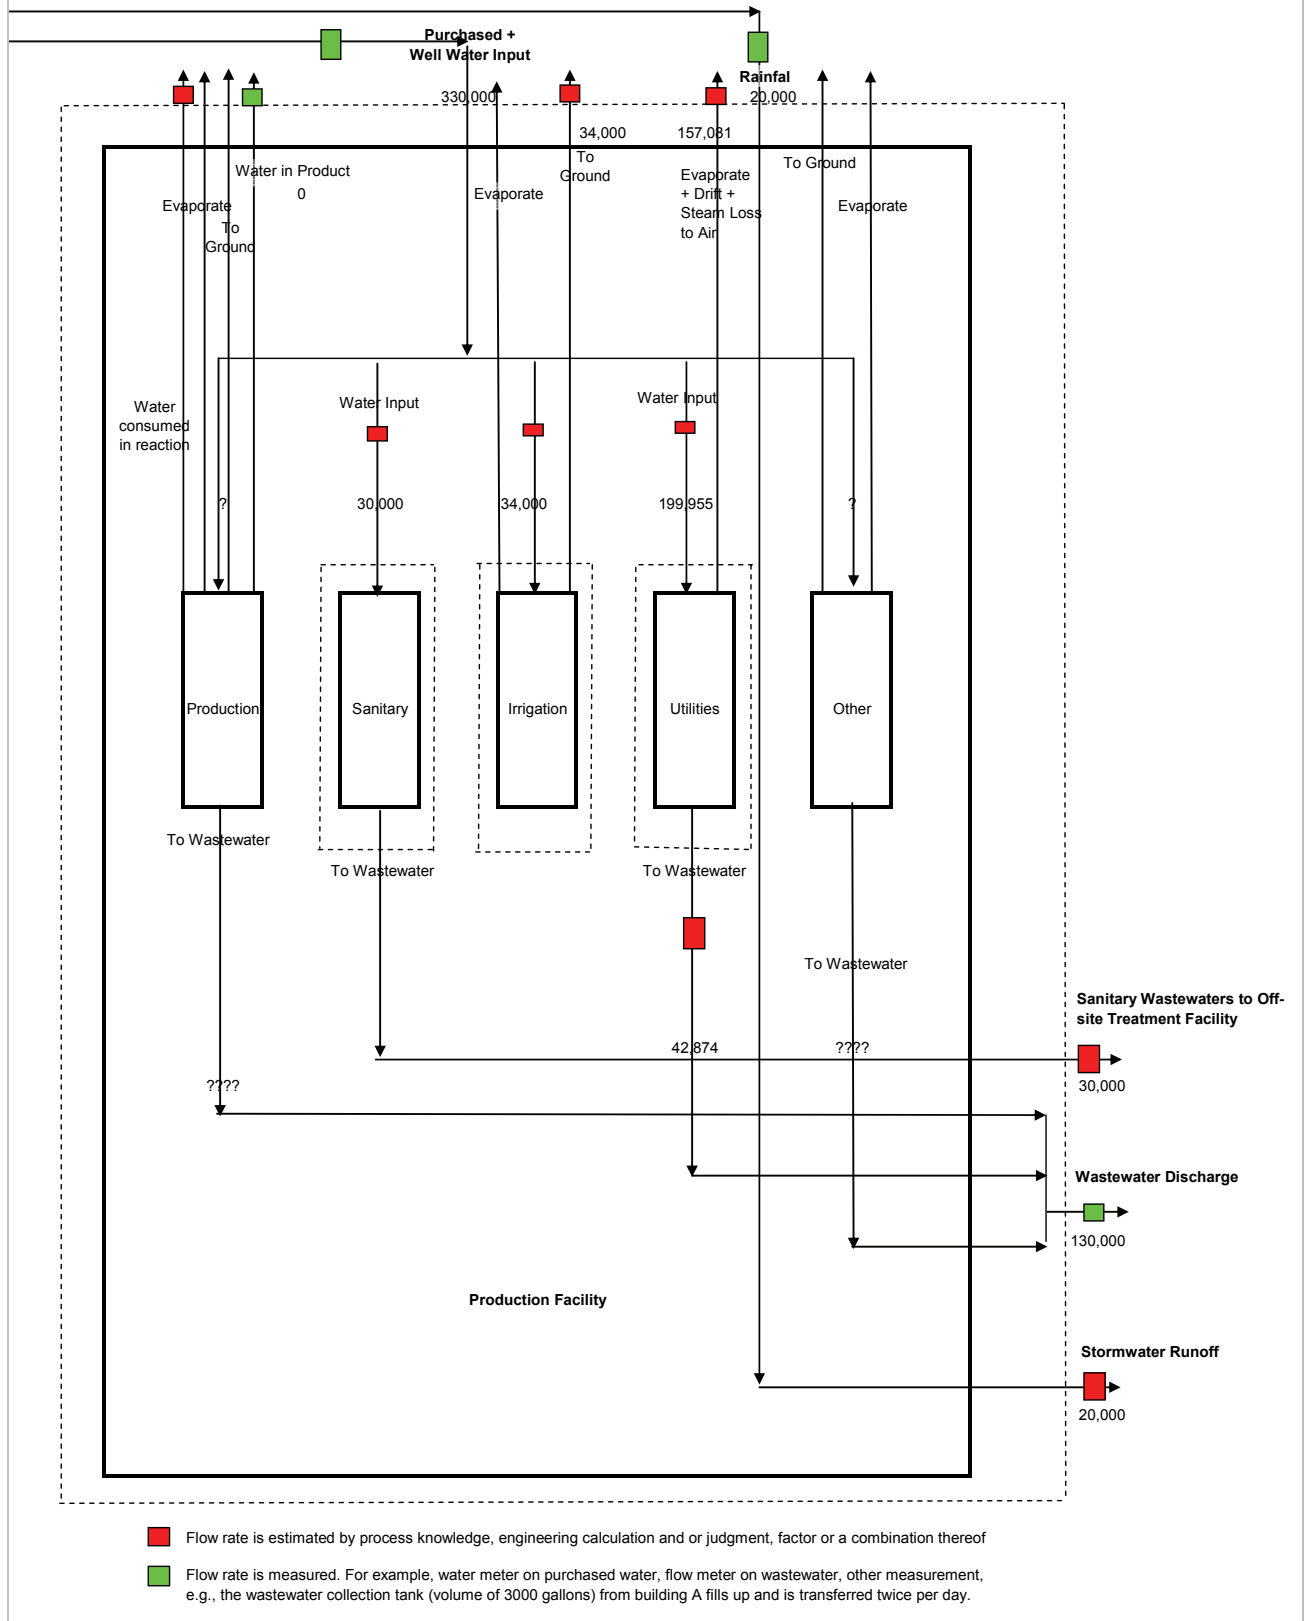 Purchased +
Well Water Input
330,000
Rainfal
20,000
34,000
To
Ground
157,081
Evaporate
+ Drift +
Steam Loss
to Air
To Ground
Evaporate
Water in Product
0
Evaporate
To
Ground
Evaporate
Water
consumed
in reaction
Water Input
Water Input
?
30,000
34,000
199,955
?
Production
Sanitary
Irrigation
Utilities
Other
To Wastewater
To Wastewater
To Wastewater
To Wastewater
Sanitary Wastewaters to Off-
site Treatment Facility
30,000
42,874
????
????
Wastewater Discharge
130,000
Production Facility
Stormwater Runoff
20,000
Flow rate is estimated by process knowledge, engineering calculation and or judgment, factor or a combination thereof
Flow rate is measured. For example, water meter on purchased water, flow meter on wastewater, other measurement,
e.g., the wastewater collection tank (volume of 3000 gallons) from building A fills up and is transferred twice per day.